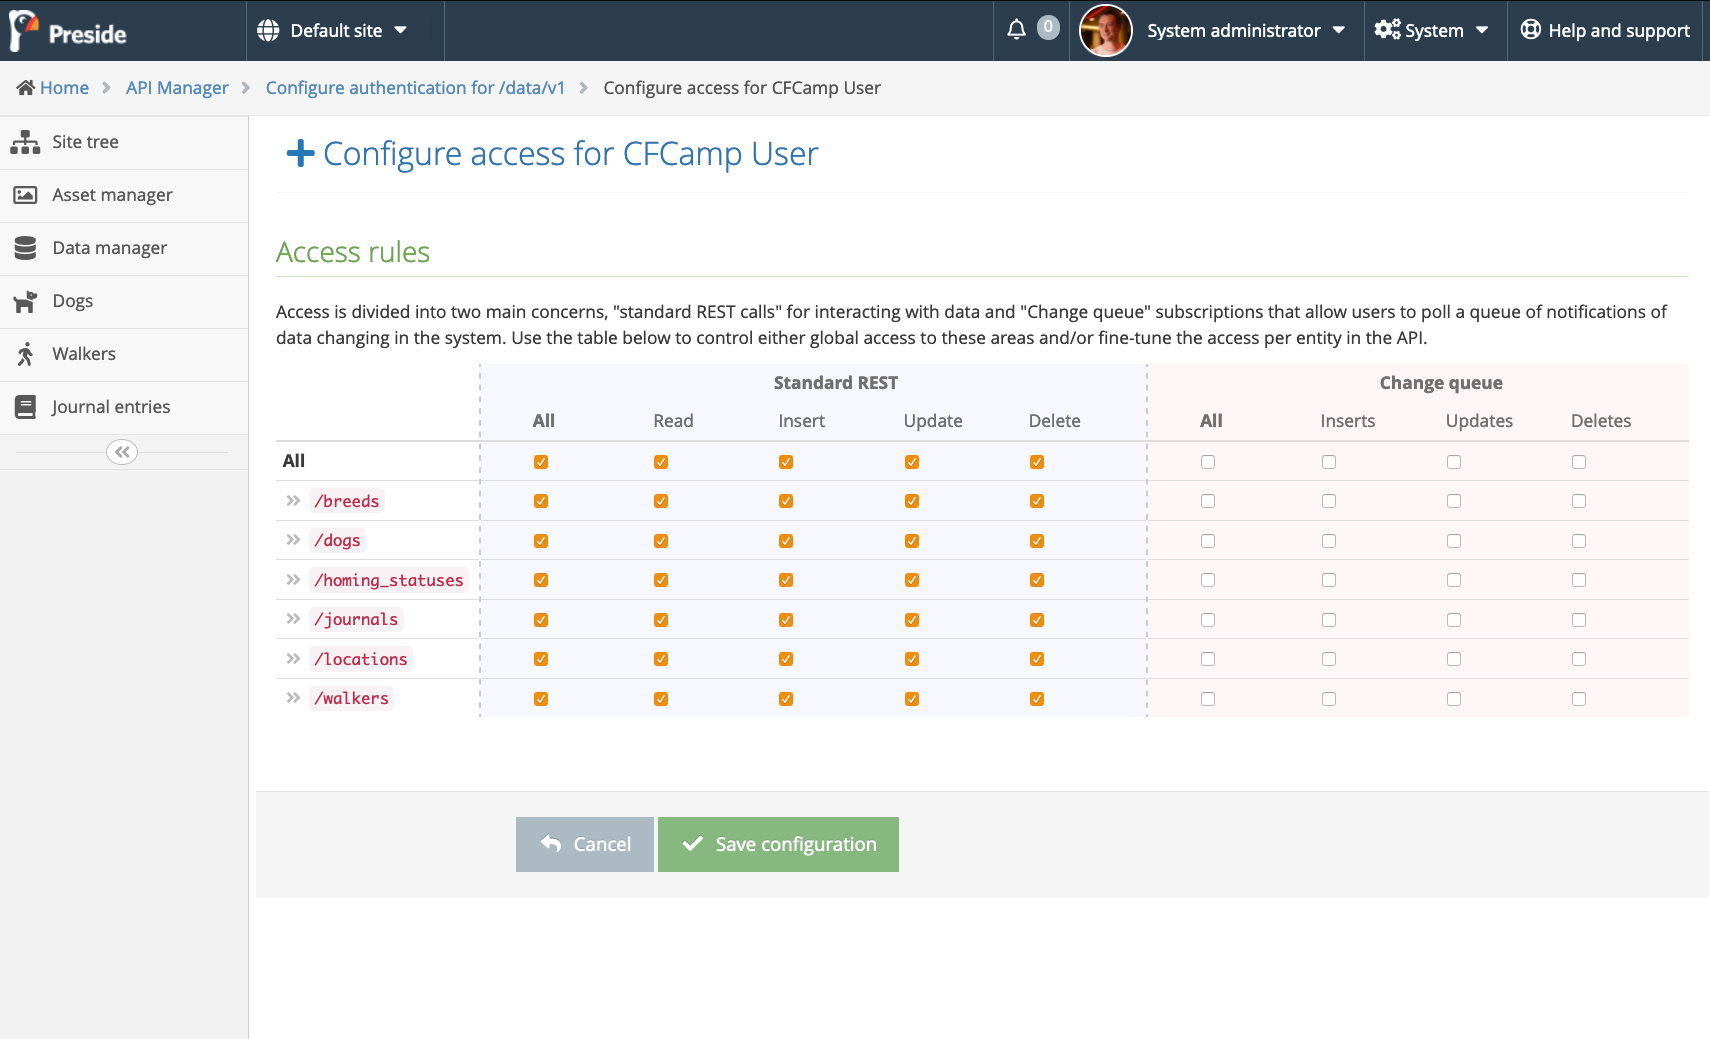 Preside
Default site
0
System administrator
System
Help and support
Home
API Manager
Configure authentication for /data/v1
Configure access for CFCamp User
Site tree
Asset manager
Data manager
Dogs
Walkers
Journal entries
Configure access for CFCamp User
Access rules
Access is divided into two main concerns, "standard REST calls" for interacting with data and "Change queue" subscriptions that allow users to poll a queue of notifications of
data changing in the system. Use the table below to control either global access to these areas and/or fine-tune the access per entity in the API.
Standard REST Change queue
All Read Insert Update Delete All Inserts Updates Deletes
All
/breeds
/dogs
/homing_statuses
/journals
/locations
/walkers
Cancel
Save configuration